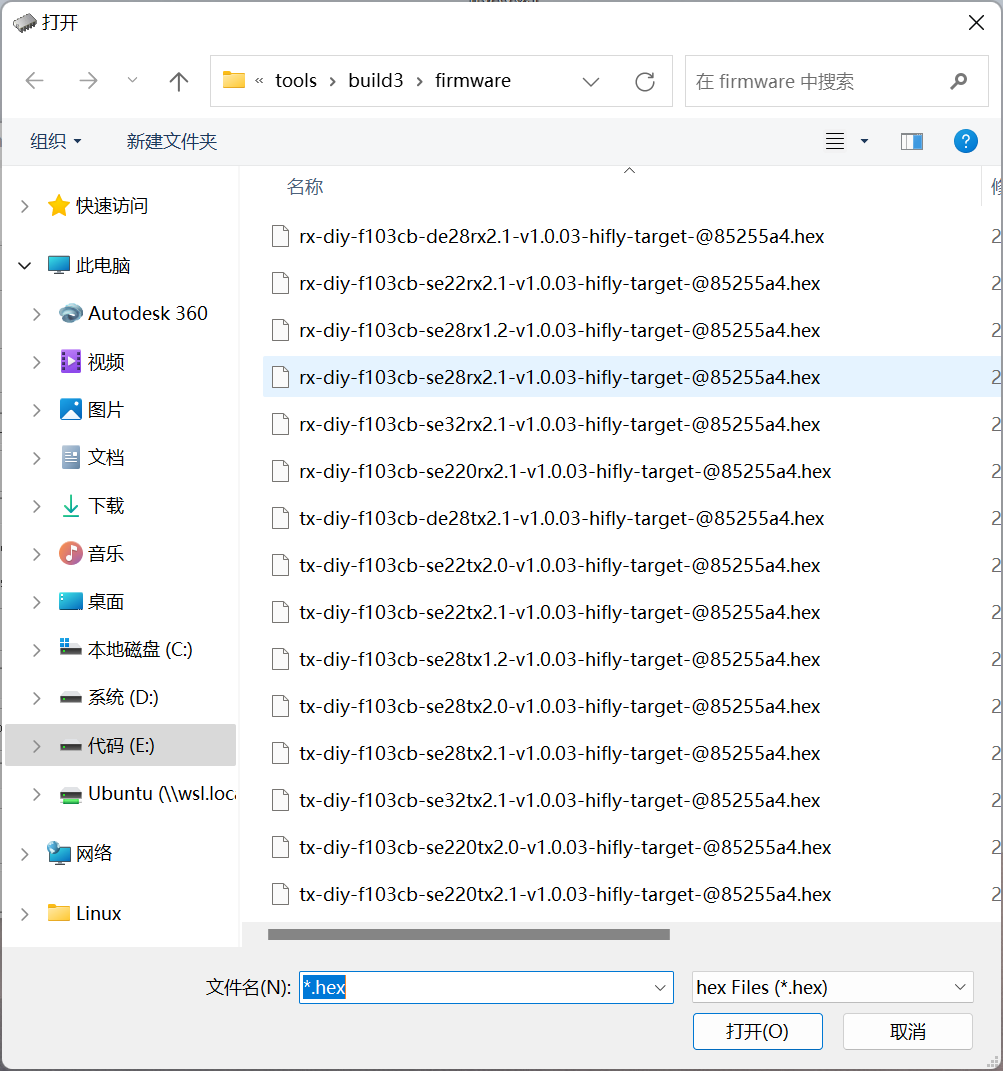 打开
« tools › build3 › firmware
在 firmware 中搜索
组织
新建文件夹
?
名称
快速访问
此电脑
Autodesk 360
视频
图片
文档
下载
音乐
桌面
本地磁盘 (C:)
系统 (D:)
代码 (E:)
Ubuntu (\\wsl.loca
网络
Linux
rx-diy-f103cb-de28rx2.1-v1.0.03-hifly-target-@85255a4.hex
rx-diy-f103cb-se22rx2.1-v1.0.03-hifly-target-@85255a4.hex
rx-diy-f103cb-se28rx1.2-v1.0.03-hifly-target-@85255a4.hex
rx-diy-f103cb-se28rx2.1-v1.0.03-hifly-target-@85255a4.hex
rx-diy-f103cb-se32rx2.1-v1.0.03-hifly-target-@85255a4.hex
rx-diy-f103cb-se220rx2.1-v1.0.03-hifly-target-@85255a4.hex
tx-diy-f103cb-de28tx2.1-v1.0.03-hifly-target-@85255a4.hex
tx-diy-f103cb-se22tx2.0-v1.0.03-hifly-target-@85255a4.hex
tx-diy-f103cb-se22tx2.1-v1.0.03-hifly-target-@85255a4.hex
tx-diy-f103cb-se28tx1.2-v1.0.03-hifly-target-@85255a4.hex
tx-diy-f103cb-se28tx2.0-v1.0.03-hifly-target-@85255a4.hex
tx-diy-f103cb-se28tx2.1-v1.0.03-hifly-target-@85255a4.hex
tx-diy-f103cb-se32tx2.1-v1.0.03-hifly-target-@85255a4.hex
tx-diy-f103cb-se220tx2.0-v1.0.03-hifly-target-@85255a4.hex
tx-diy-f103cb-se220tx2.1-v1.0.03-hifly-target-@85255a4.hex
文件名(N): *.hex
hex Files (*.hex)
打开(O)
取消